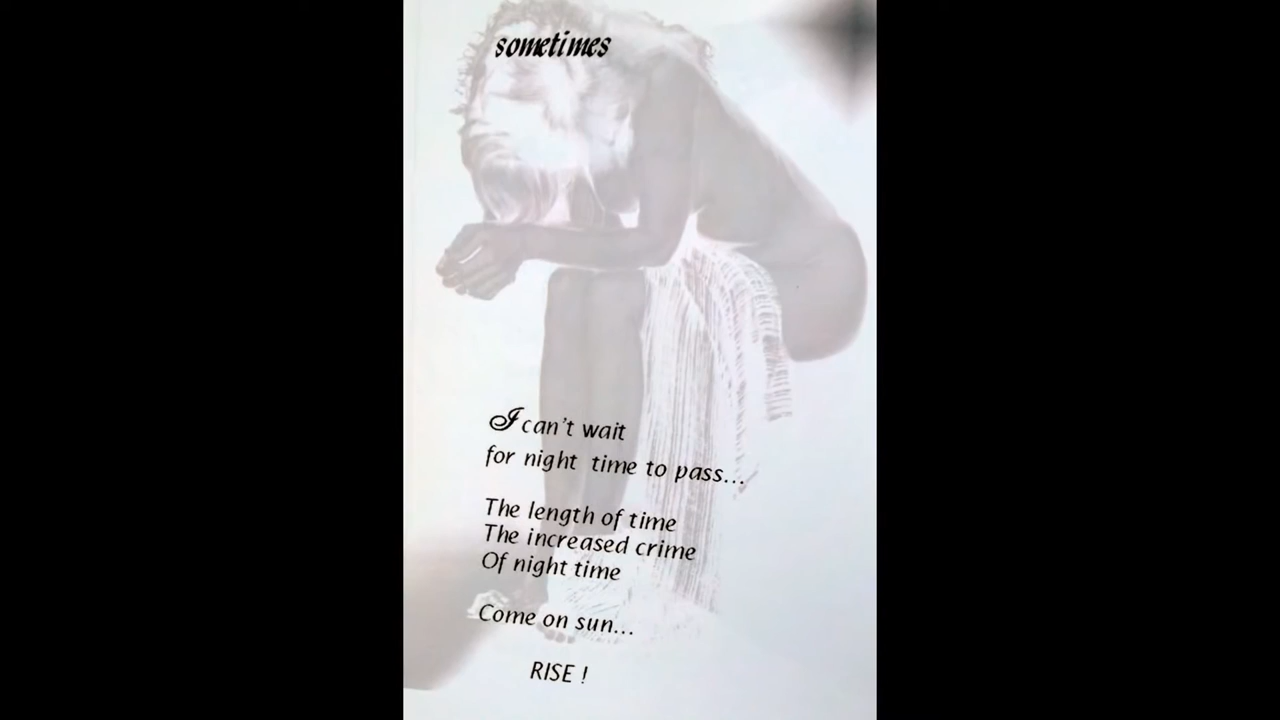 sometimes
I can't wait
for night time to pass...
The length of time
The increased crime
Of night time
Come on sun...
RISE !